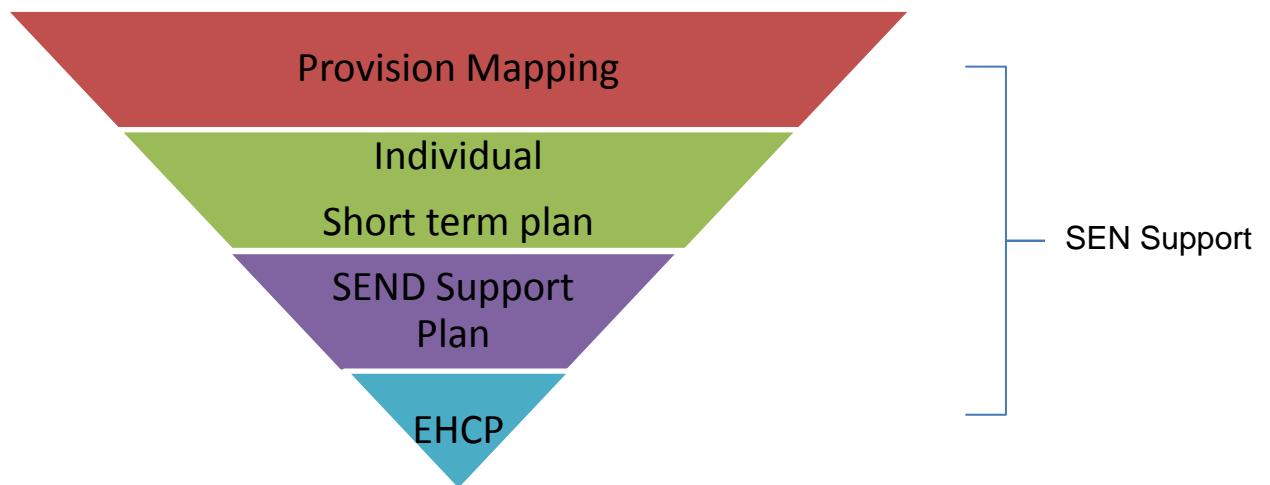 Provision Mapping
Individual
Short term plan
SEND Support
Plan
EHCP
SEN Support